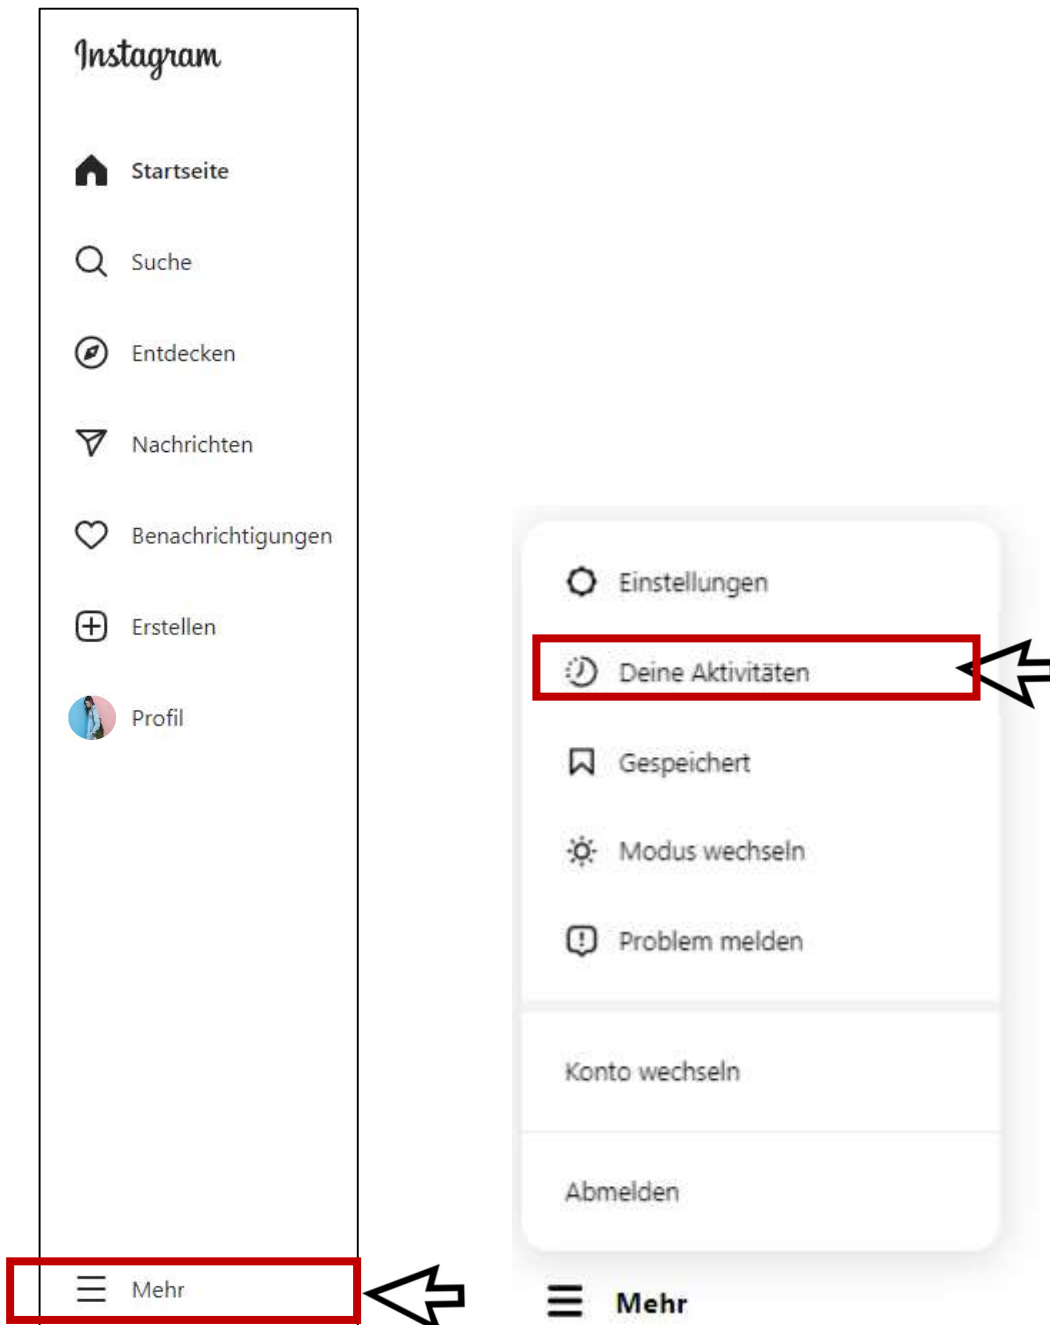 Instagram
Startseite
Suche
Entdecken
Nachrichten
Benachrichtigungen
Erstellen
Profil
Mehr
Einstellungen
Deine Aktivitäten
Gespeichert
Modus wechseln
Problem melden
Konto wechseln
Abmelden
Mehr